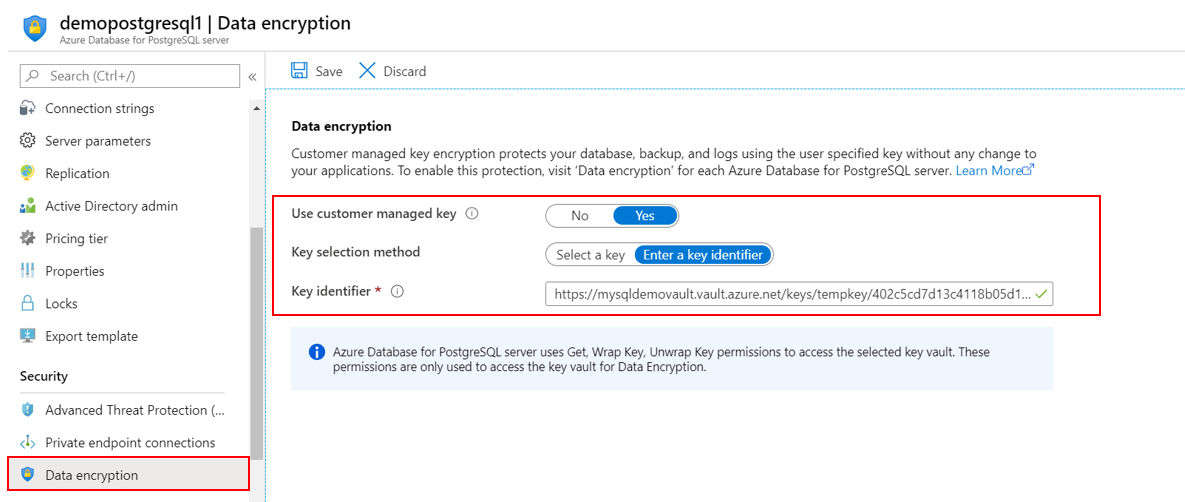 demopostgresql1 | Data encryption
Azure Database for PostgreSQL server
Search (Ctrl+/)
«
Connection strings
Server parameters
Replication
Active Directory admin
Pricing tier
Properties
Locks
Export template
Security
Advanced Threat Protection (...
Private endpoint connections
Data encryption
Save
Discard
Data encryption
Customer managed key encryption protects your database, backup, and logs using the user specified key without any change to
your applications. To enable this protection, visit 'Data encryption' for each Azure Database for PostgreSQL server. Learn More
Use customer managed key
No
Yes
Key selection method
Select a key
Enter a key identifier
Key identifier *
https://mysqldemovault.vault.azure.net/keys/tempkey/402c5cd7d13c4118b05d1...
Azure Database for PostgreSQL server uses Get, Wrap Key, Unwrap Key permissions to access the selected key vault. These
permissions are only used to access the key vault for Data Encryption.